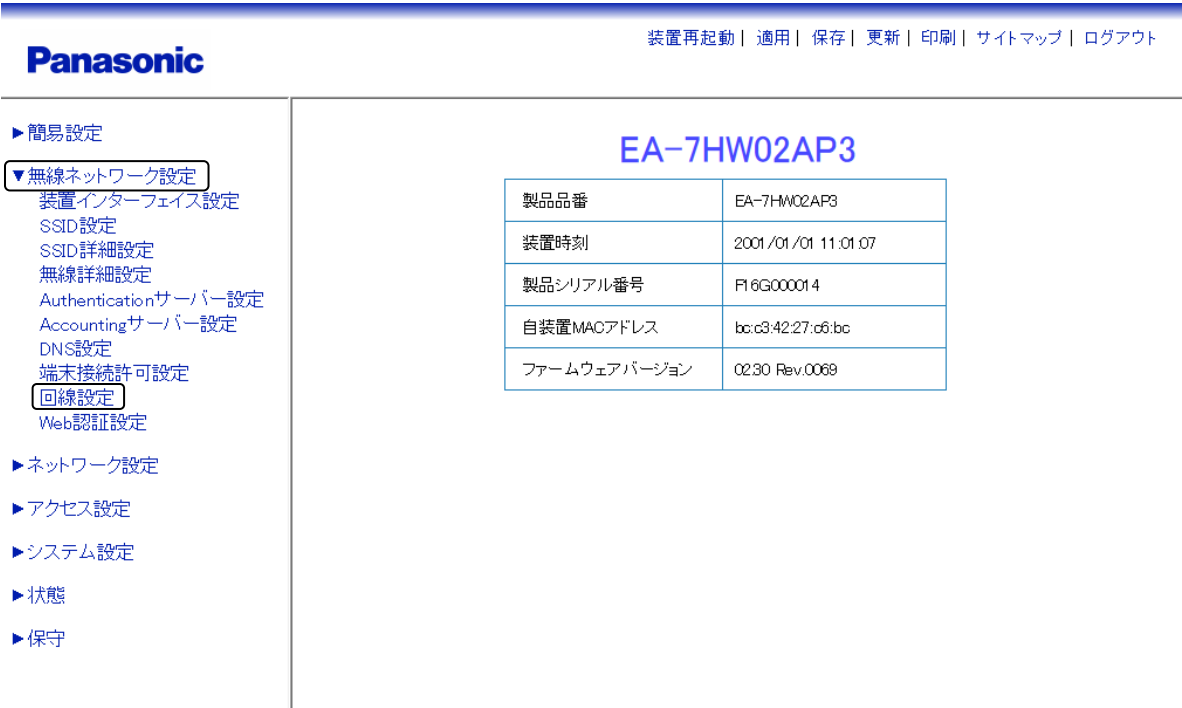 装置再起動 | 適用 | 保存 | 更新 | 印刷 | サイトマップ | ログアウト
Panasonic
▶簡易設定
▼無線ネットワーク設定
装置インターフェイス設定
SSID設定
SSID詳細設定
無線詳細設定
Authenticationサーバー設定
Accountingサーバー設定
DNS設定
端末接続許可設定
回線設定
Web認証設定
▶ネットワーク設定
▶アクセス設定
▶システム設定
▶状態
▶保守
EA-7HW02AP3
製品品番 EA-7HW02AP3
装置時刻 2001/01/01 11:01:07
製品シリアル番号 F16G000014
自装置MACアドレス bc:c3:42:27:c6:bc
ファームウェアバージョン 02.30 Rev.0069